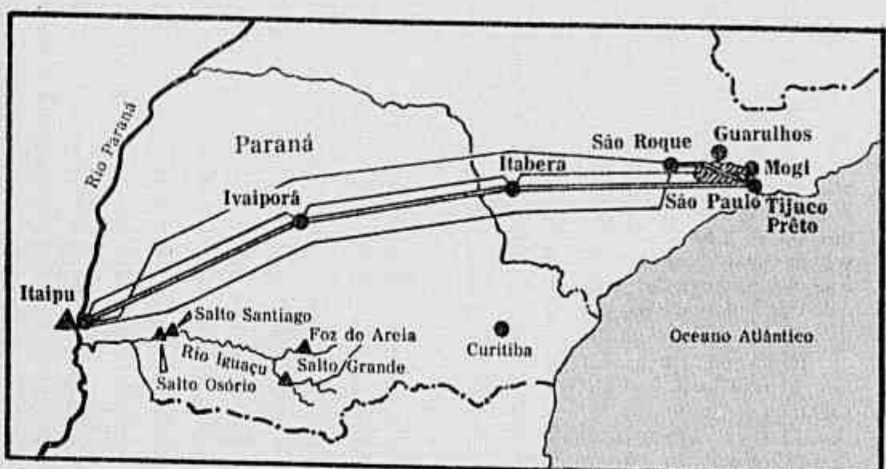 Rio Paraná
Paraná
São Roque
Guarulhos
Itabera
Mogi
Ivaiporã
São Paulo
Tijuco
Prêto
Itaipu
Salto Santiago
Foz do Areia
Rio Iguaçu
Salto Grande
Salto Osório
Curitiba
Oceano Atlântico